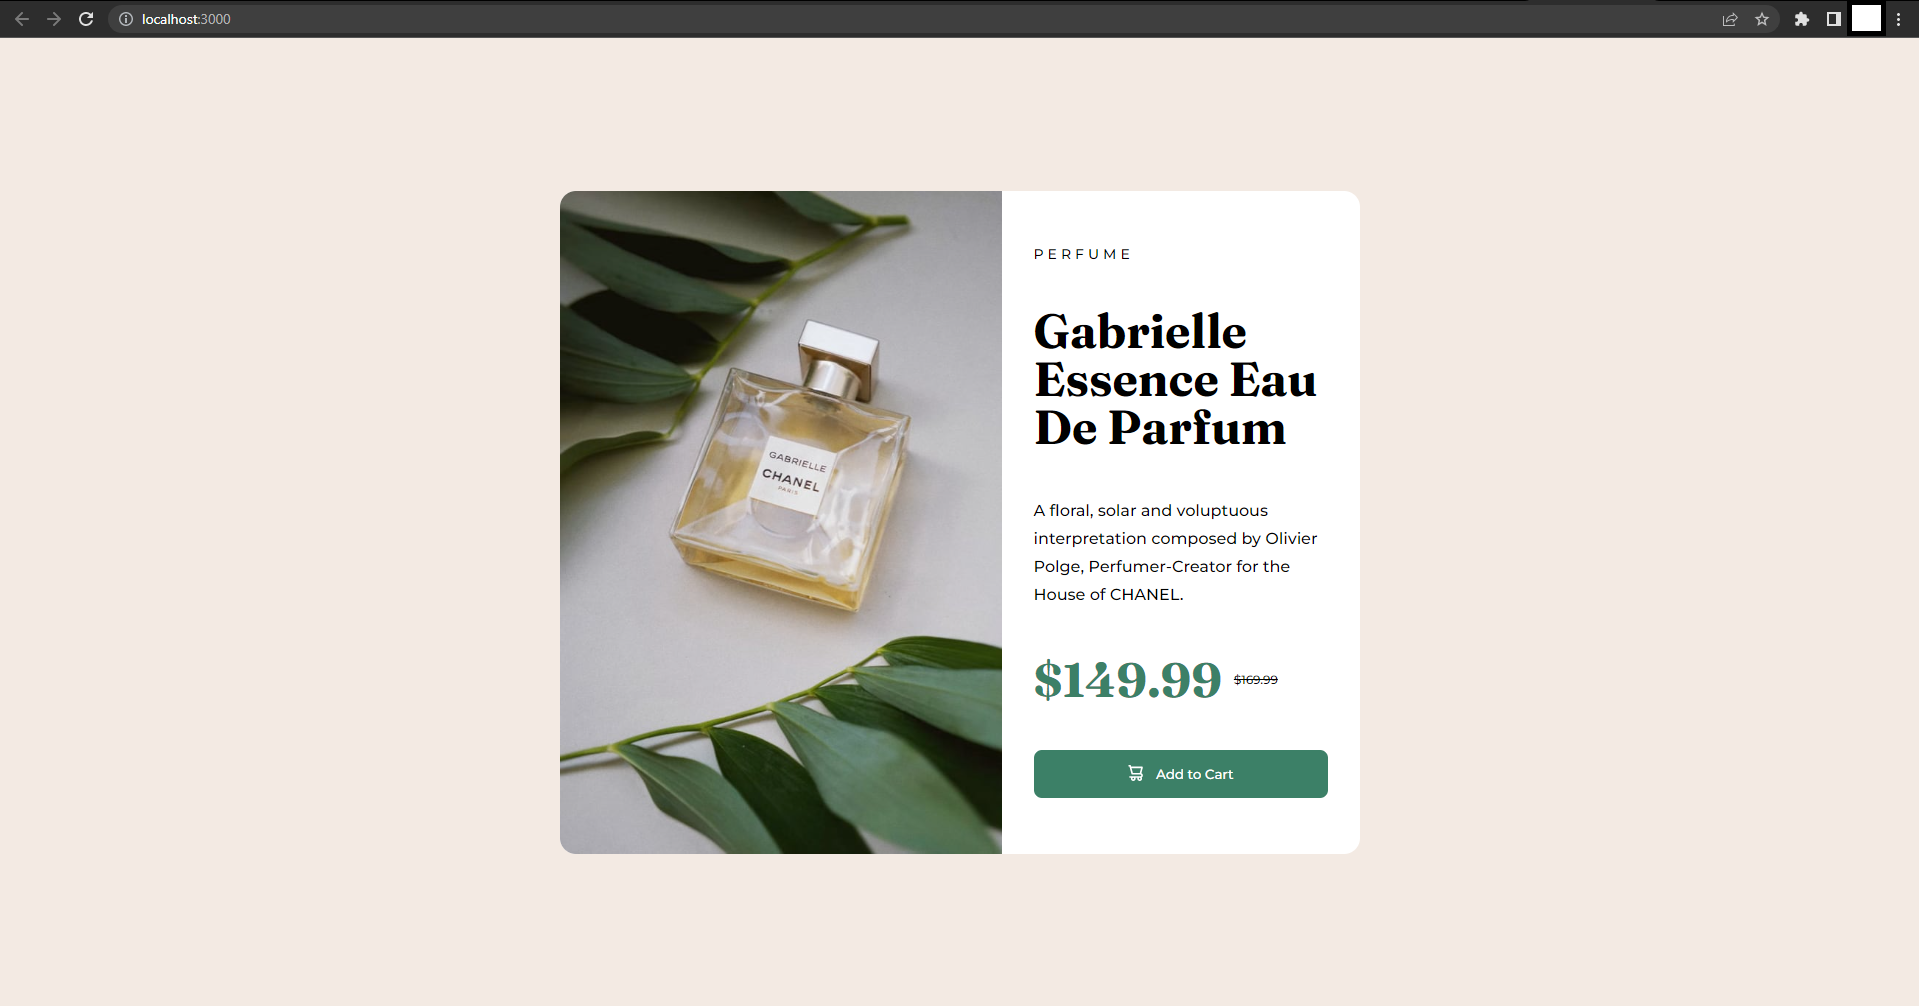 localhost:3000
PERFUME
Gabrielle
Essence Eau
De Parfum
GABRIELLE
CHANEL
PARIS
A floral, solar and voluptuous
interpretation composed by Olivier
Polge, Perfumer-Creator for the
House of CHANEL.
$149.99 $169.99
Add to Cart